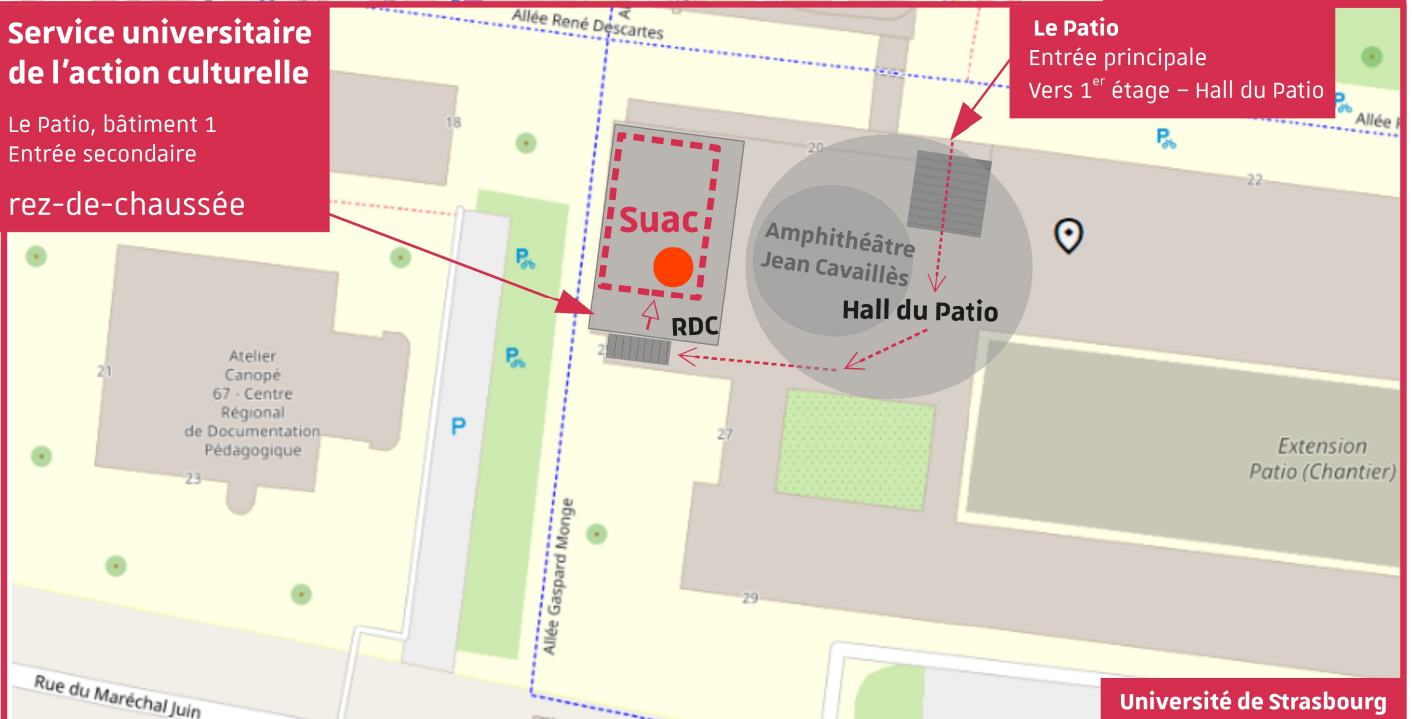 Service universitaire
de l'action culturelle
Le Patio, bâtiment 1
Entrée secondaire
rez-de-chaussée
Allée René Descartes
Le Patio
Entrée principale
Vers 1er étage – Hall du Patio
P
Allée
18
20
22
Suac
Amphithéâtre
Jean Cavaillès
Hall du Patio
RDC
P
P
P
21
Atelier
Canopé
67 - Centre
Régional
de Documentation
Pédagogique
23
P
27
Extension
Patio (Chantier)
Allée Gaspard Monge
29
Rue du Maréchal Juin
Université de Strasbourg